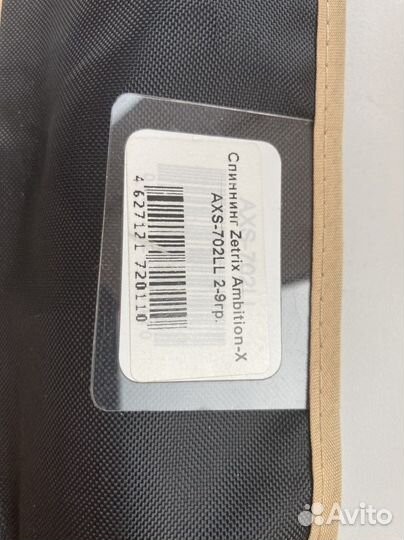 Спиннинг Zetrix Ambition-X
AXS-702LL 2-9гр.
4 627121 720110
Avito